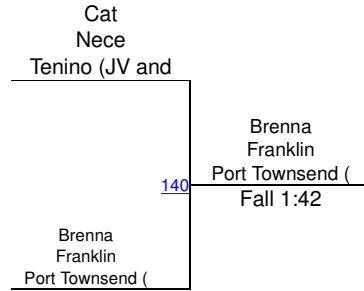 Cat
Nece
Tenino (JV and
Brenna
Franklin
Port Townsend (
140
Fall 1:42
Brenna
Franklin
Port Townsend (